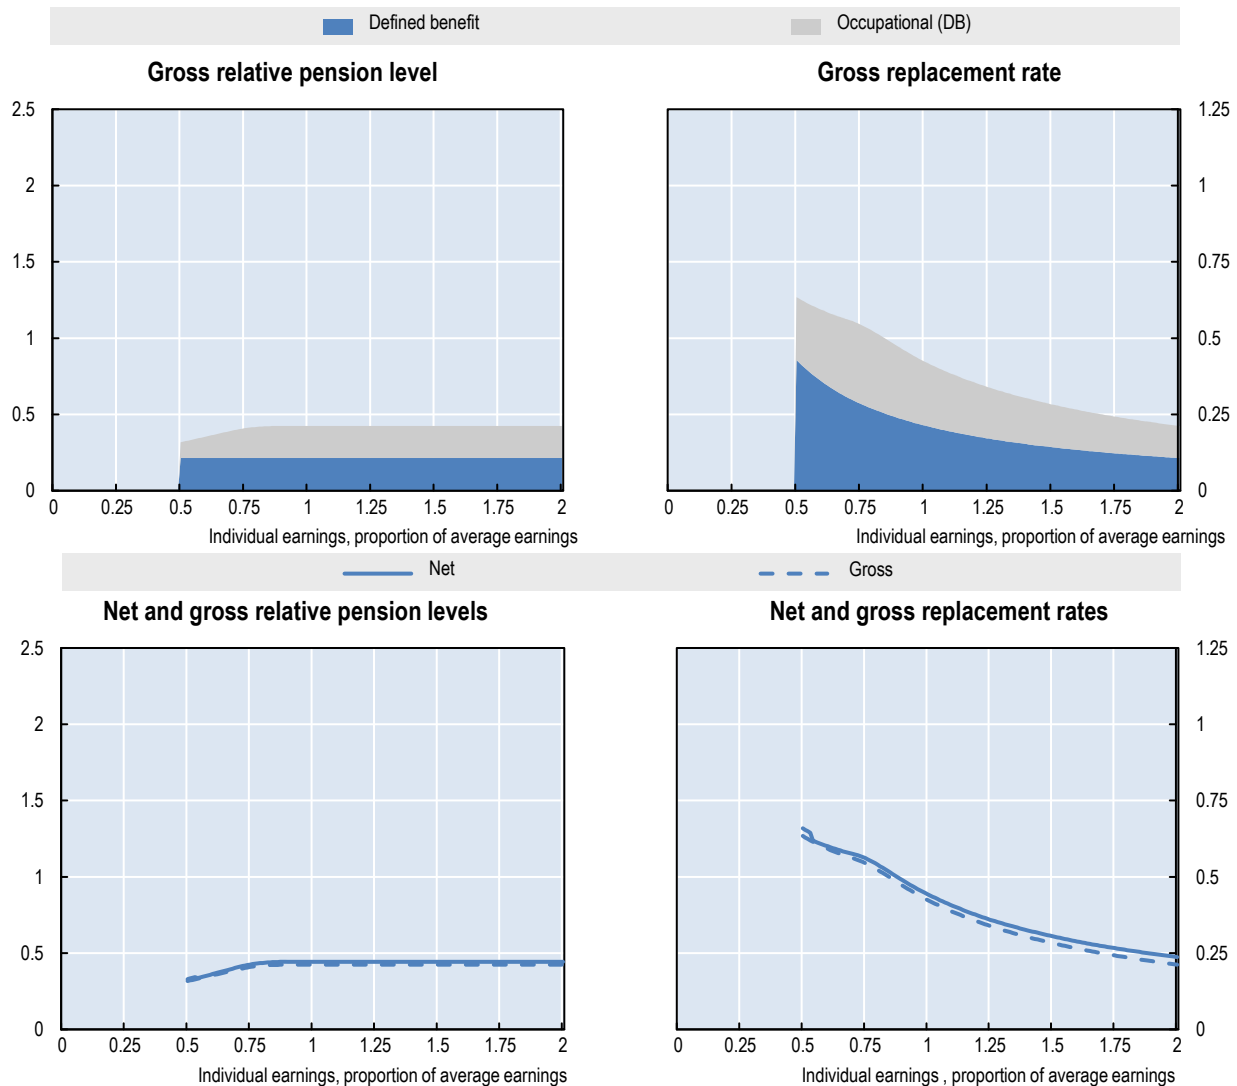 Defined benefit Occupational (DB)
Gross relative pension level Gross replacement rate
2.5 1.25
2 1
1.5 0.75
1 0.5
0.5 0.25
0 0
0 0.25 0.5 0.75 1 1.25 1.5 1.75 2 0 0.25 0.5 0.75 1 1.25 1.5 1.75 2
Individual earnings, proportion of average earnings Individual earnings, proportion of average earnings
Net Gross
Net and gross relative pension levels Net and gross replacement rates
2.5 1.25
2 1
1.5 0.75
1 0.5
0.5 0.25
0 0
0 0.25 0.5 0.75 1 1.25 1.5 1.75 2 0 0.25 0.5 0.75 1 1.25 1.5 1.75 2
Individual earnings, proportion of average earnings Individual earnings , proportion of average earnings